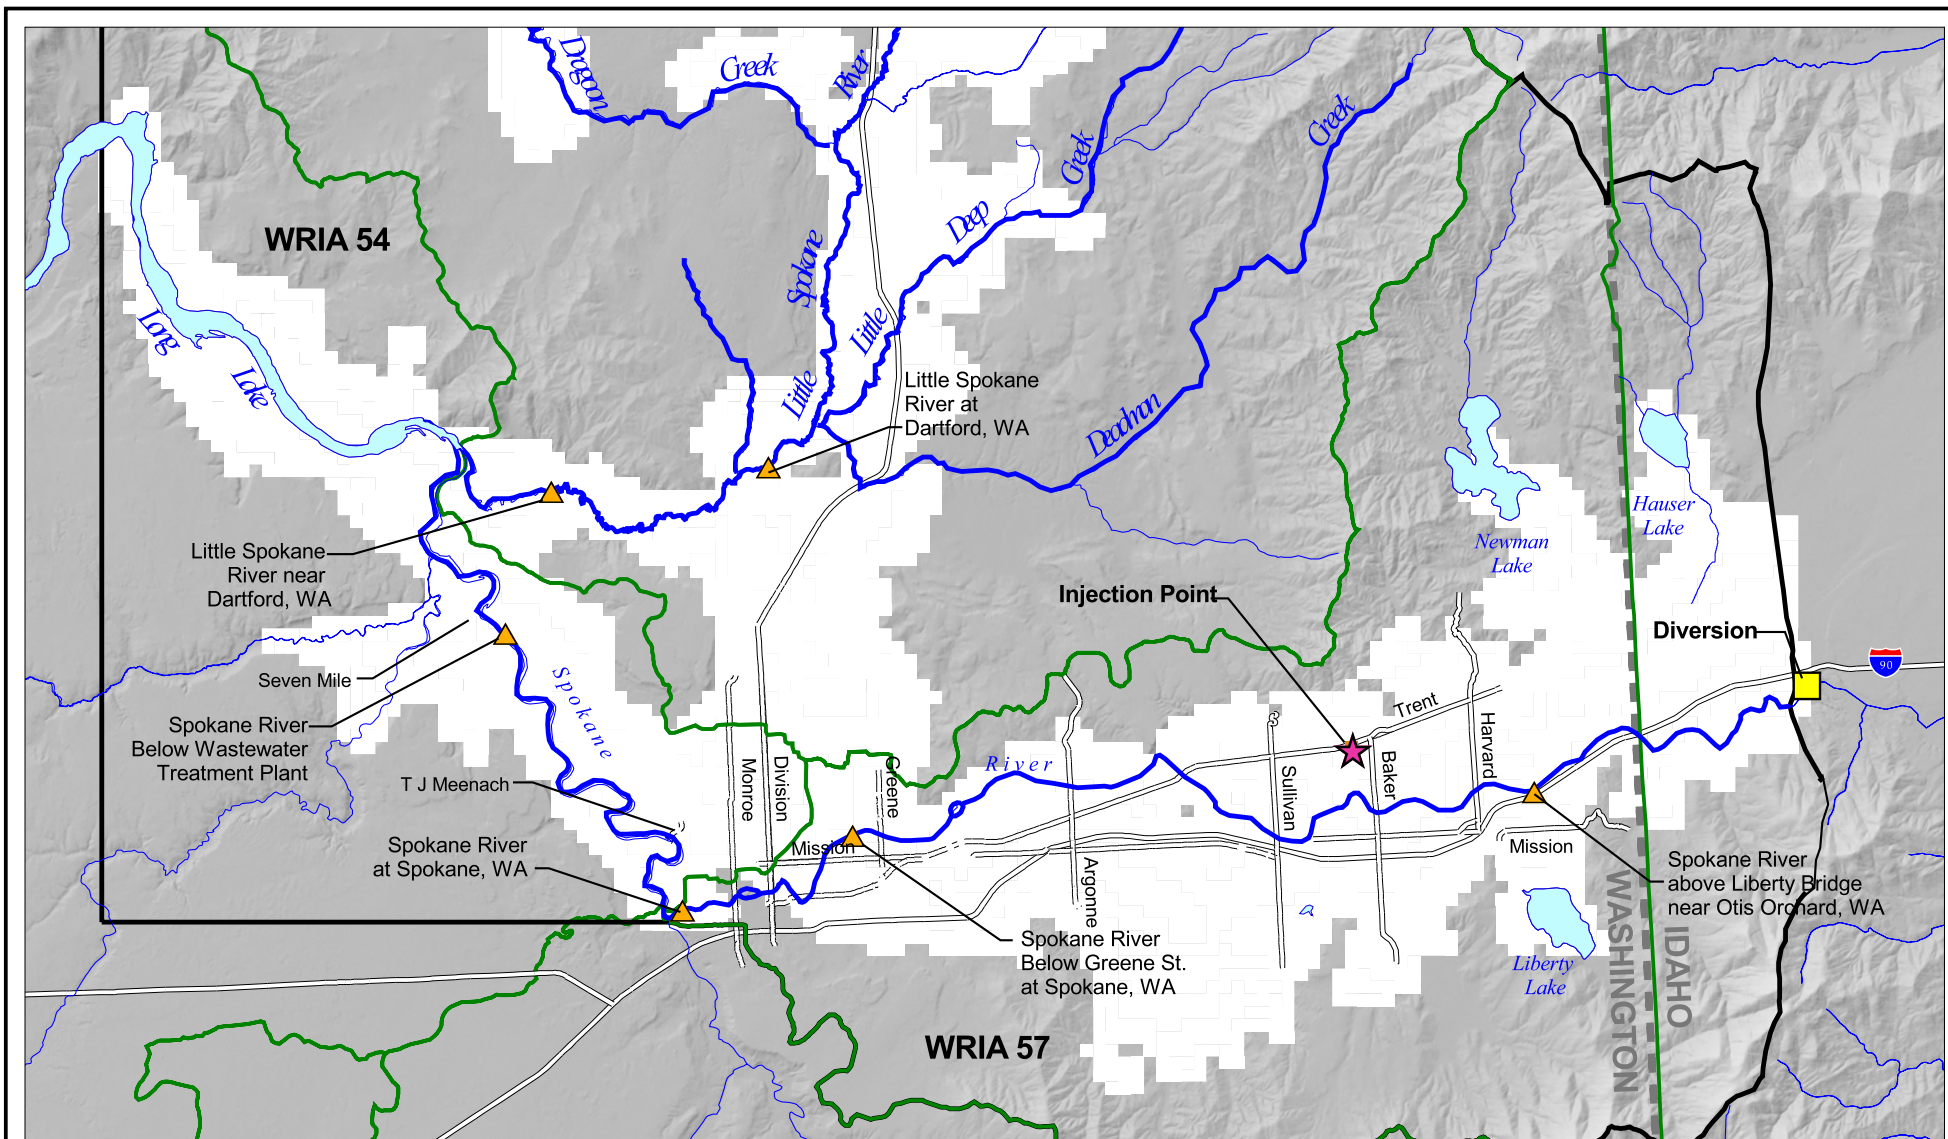 Dragoon
Creek
River
Creek
Creek
Deep
WRIA 54
Spokane
Little
Long
Lake
Little
Little Spokane
River at
Dartford, WA
Deadman
Hauser
Lake
Newman
Lake
Little Spokane
River near
Dartford, WA
Injection Point
Diversion
90
Seven Mile
Spokane
Spokane River
Below Wastewater
Treatment Plant
Trent
Harvard
River
T J Meenach
Monroe
Division
Greene
Sullivan
Baker
Spokane River
at Spokane, WA
Mission
Mission
Argonne
Spokane River
above Liberty Bridge
near Otis Orchard, WA
Spokane River
Below Greene St.
at Spokane, WA
Liberty
Lake
WASHINGTON
IDAHO
WRIA 57